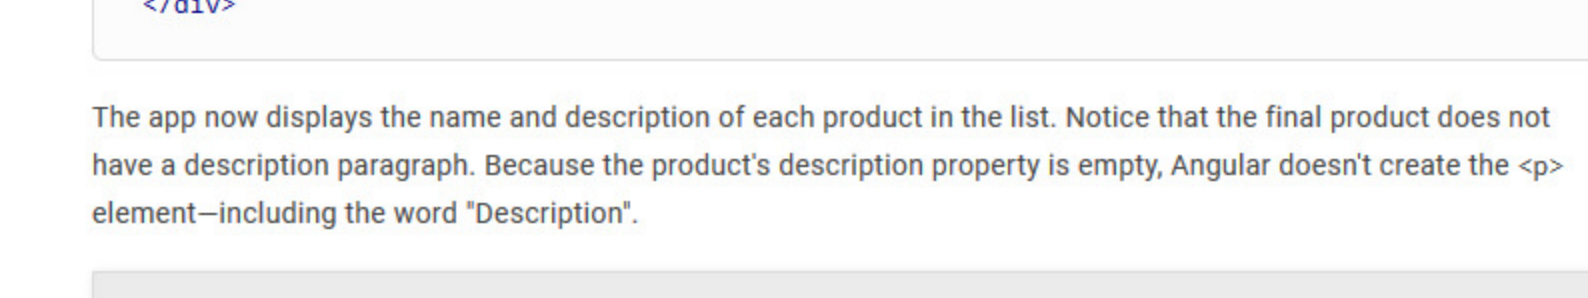 </div>
The app now displays the name and description of each product in the list. Notice that the final product does not
have a description paragraph. Because the product's description property is empty, Angular doesn't create the <p>
element—including the word "Description".